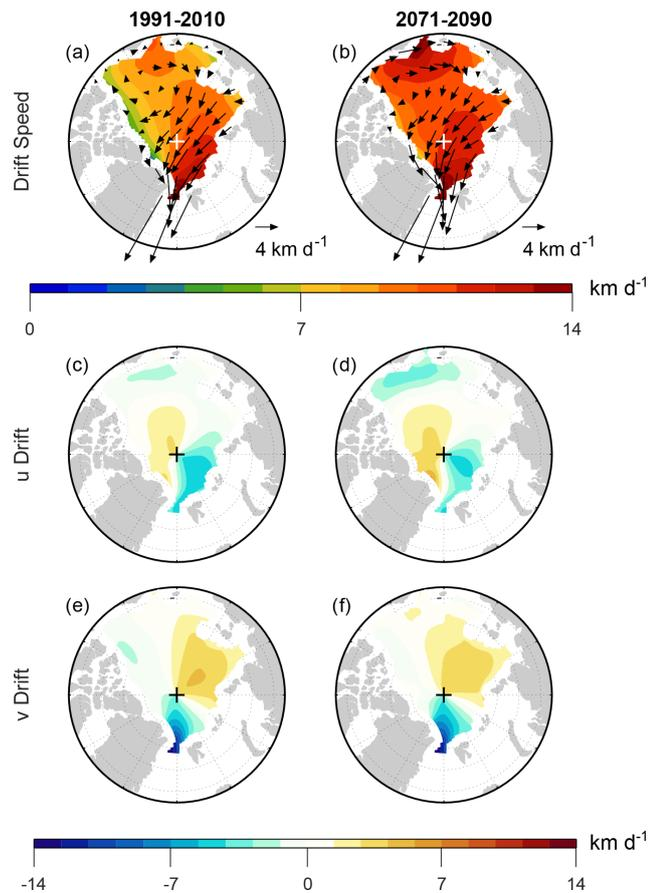 1991-2010 2071-2090
(a) (b)
Drift Speed
4 km d⁻¹ 4 km d⁻¹
km d⁻¹
0 7 14
(c) (d)
u Drift
(e) (f)
v Drift
km d⁻¹
-14 -7 0 7 14